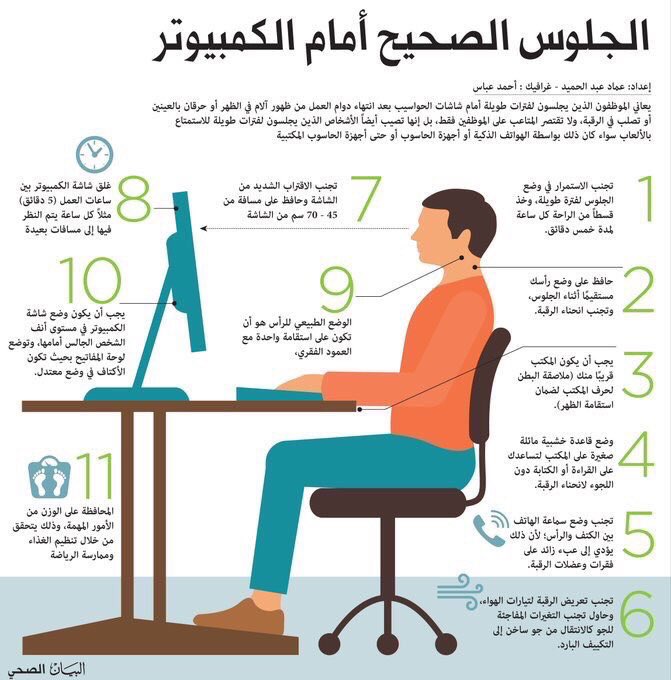 الجلوس الصحيح أمام الكمبيوتر
إعداد: عماد عبد الحميد - غرافيك : أحمد عباس
يعاني الموظفون الذين يجلسون لفترات طويلة أمام شاشات الحواسيب بعد انتهاء دوام العمل من ظهور آلام في الظهر أو حرقان بالعينين
أو تصلب في الرقبة، ولا تقتصر المتاعب على الموظفين فقط، بل إنها تصيب أيضاً الأشخاص الذين يجلسون لفترات طويلة للاستمتاع
بالألعاب سواء كان ذلك بواسطة الهواتف الذكية أو أجهزة الحاسوب أو حتى أجهزة الحاسوب المكتبية
1
تجنب الاستمرار في وضع
الجلوس لفترة طويلة، وخذ
قسطاً من الراحة كل ساعة
لمدة خمس دقائق.
2
حافظ على وضع رأسك
مستقيمًا أثناء الجلوس،
وتجنب انحناء الرقبة.
3
يجب أن يكون المكتب
قريبًا منك (ملاصقة البطن
لحرف المكتب لضمان
استقامة الظهر).
4
وضع قاعدة خشبية مائلة
صغيرة على المكتب لتساعدك
على القراءة أو الكتابة دون
اللجوء لانحناء الرقبة.
5
تجنب وضع سماعة الهاتف
بين الكتف والرأس؛ لأن ذلك
يؤدي إلى عبء زائد على
فقرات وعضلات الرقبة.
6
تجنب تعريض الرقبة لتيارات الهواء،
وحاول تجنب التغيرات المفاجئة
للجو كالانتقال من جو ساخن إلى
التكييف البارد.
7
تجنب الاقتراب الشديد من
الشاشة وحافظ على مسافة من
45 - 70 سم من الشاشة
8
غلق شاشة الكمبيوتر بين
ساعات العمل (5 دقائق)
مثلاً كل ساعة يتم النظر
فيها إلى مسافات بعيدة
9
الوضع الطبيعي للرأس هو أن
تكون على استقامة واحدة مع
العمود الفقري،
10
يجب أن يكون وضع شاشة
الكمبيوتر في مستوى أنف
الشخص الجالس أمامها، وتوضع
لوحة المفاتيح بحيث تكون
الأكتاف في وضع معتدل.
11
المحافظة على الوزن من
الأمور المهمة، وذلك يتحقق
من خلال تنظيم الغذاء
وممارسة الرياضة
البيان الصحي